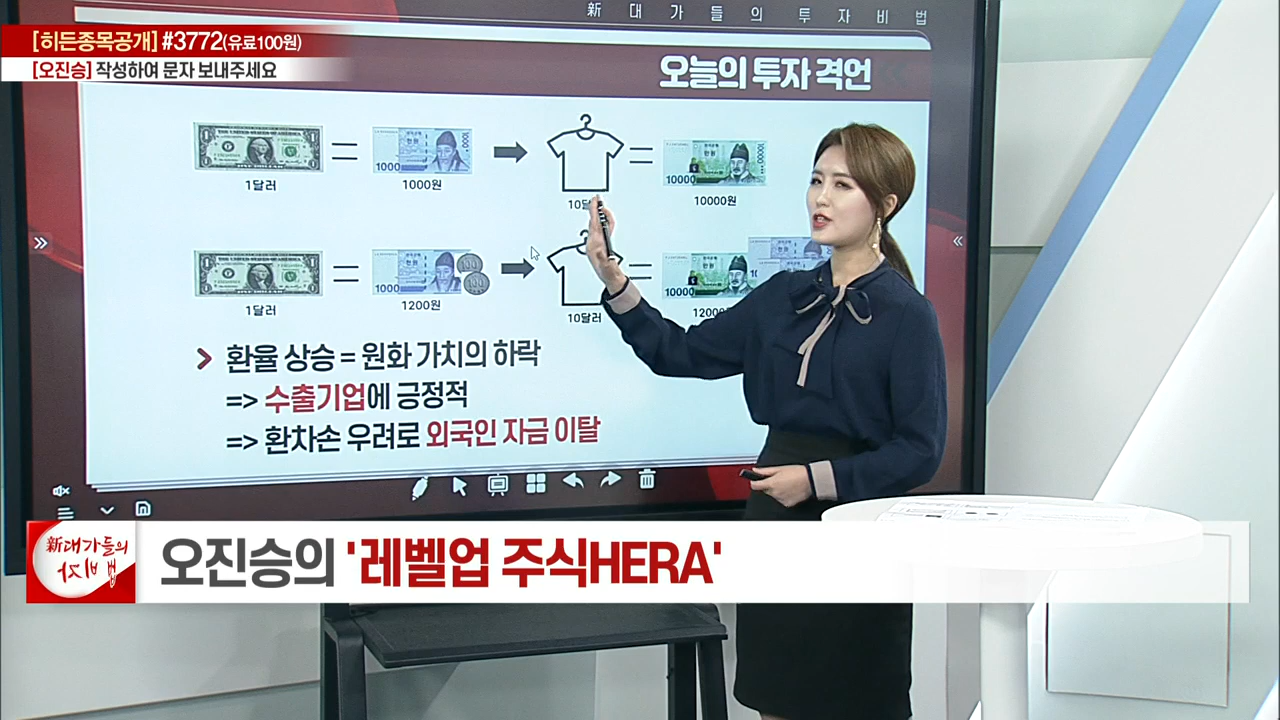 新 대 가 들 의 투 자 비 법
[히든종목공개] #3772(유료100원)
[오진승] 작성하여 문자 보내주세요
오늘의 투자 격언
1달러
1000원
10000원
1달러
1200원
10달러
환율 상승 = 원화 가치의 하락
=> 수출기업에 긍정적
=> 환차손 우려로 외국인 자금 이탈
新대가들의
오진승의 '레벨업 주식HERA'